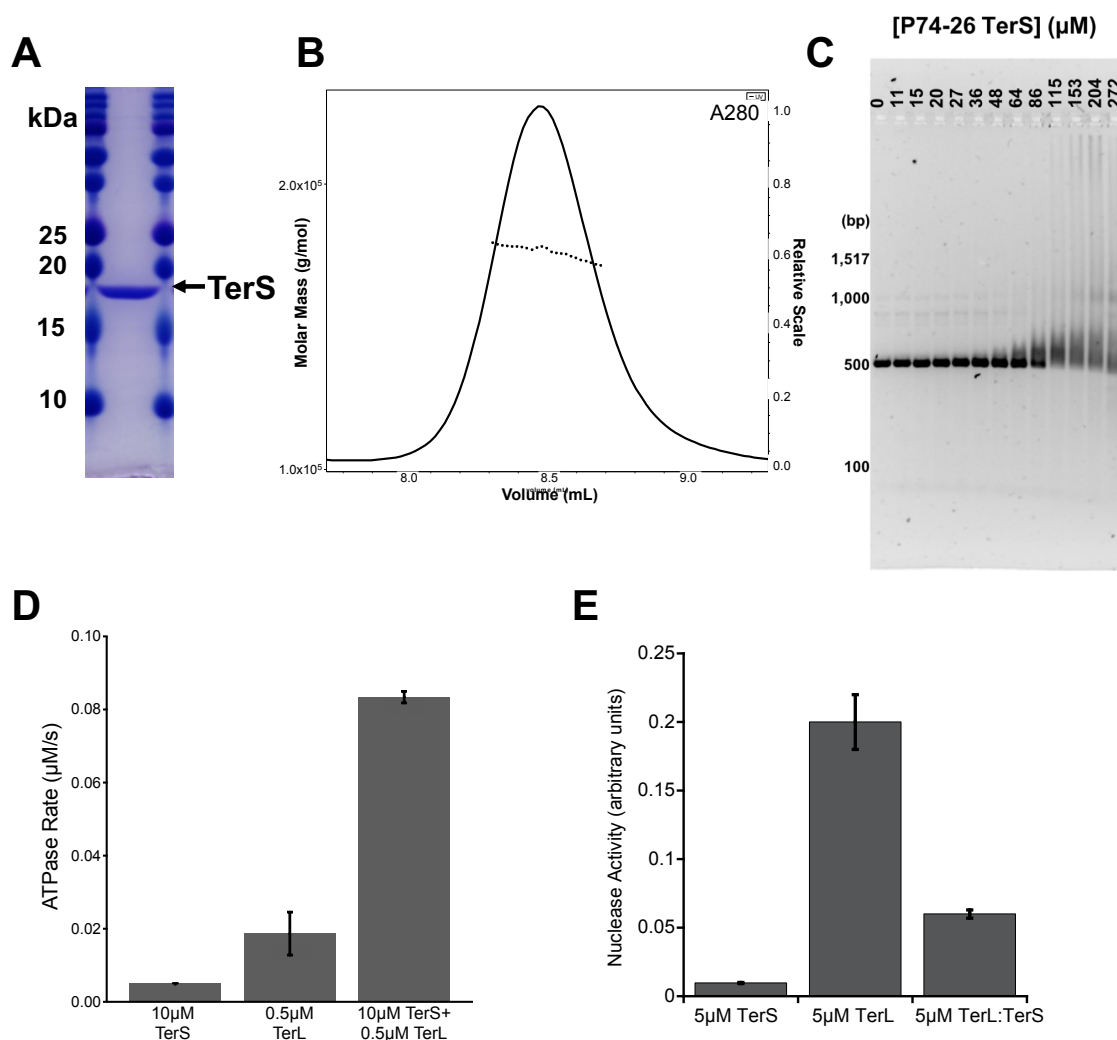 A
kDa
25
20
15
10
TerS
B
A280
UV
2.0x10⁵
1.0x10⁵
Molar Mass (g/mol)
8.0
8.5
9.0
Volume (mL)
volume (mL)
1.0
0.8
0.6
0.4
0.2
0.0
Relative Scale
[P74-26 TerS] (µM)
C
0 11 15 20 27 36 48 64 86 115 153 204 272
(bp)
1,517
1,000
500
100
D
ATPase Rate (µM/s)
0.10
0.08
0.06
0.04
0.02
0.00
10µM
TerS
0.5µM
TerL
10µM TerS+
0.5µM TerL
E
Nuclease Activity (arbitrary units)
0.25
0.2
0.15
0.1
0.05
0
5µM TerS
5µM TerL
5µM TerL:TerS